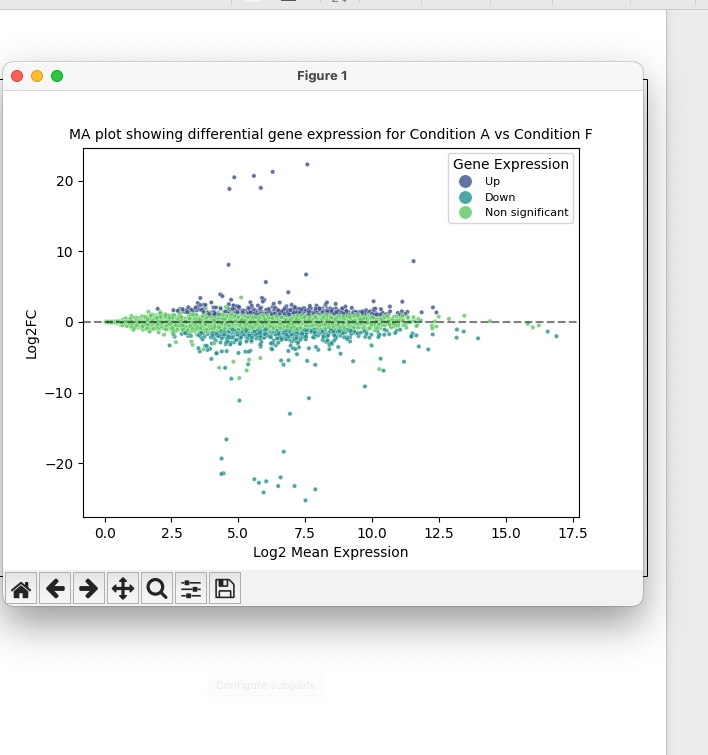 Figure 1
MA plot showing differential gene expression for Condition A vs Condition F
Gene Expression
Up
Down
Non significant
20
10
0
−10
−20
Log2FC
0.0 2.5 5.0 7.5 10.0 12.5 15.0 17.5
Log2 Mean Expression
Configure subplots